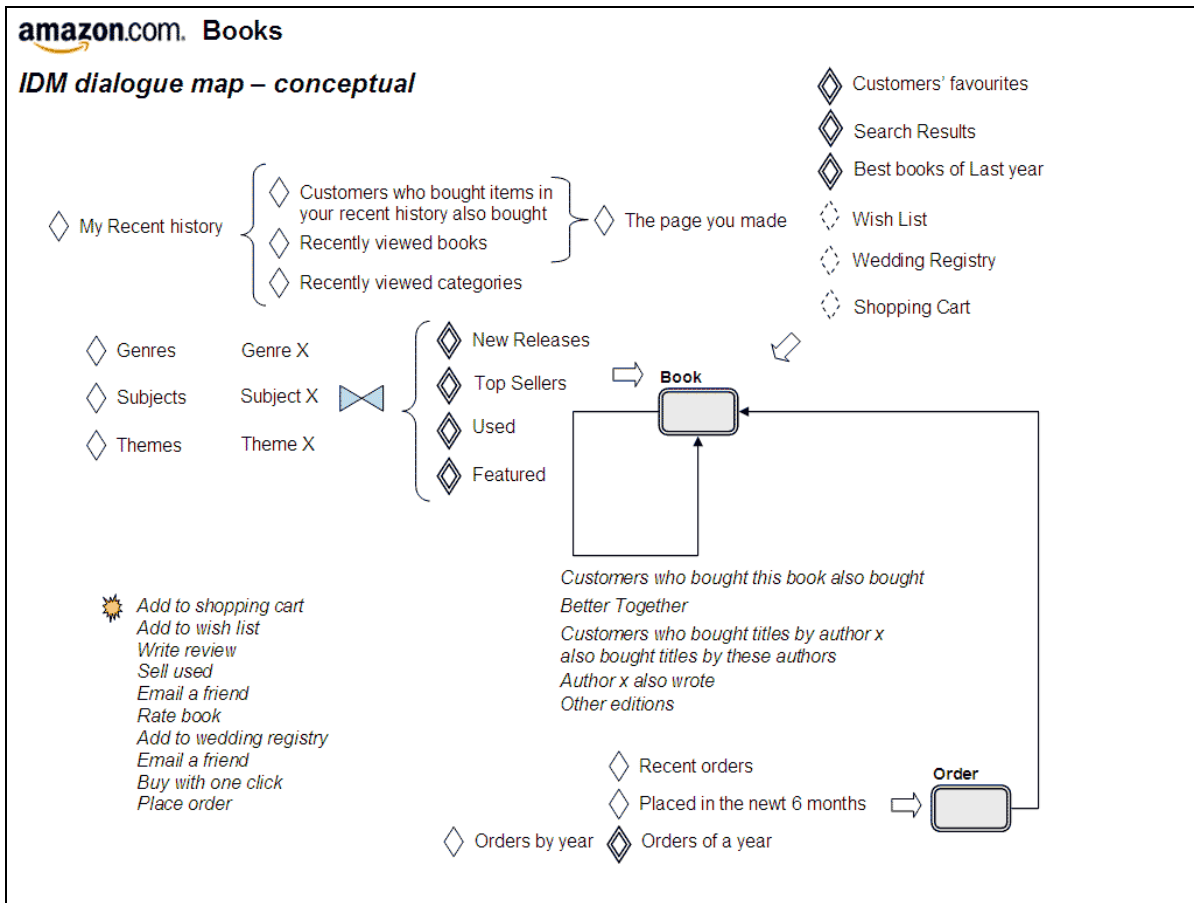 amazon.com. Books
IDM dialogue map – conceptual
Customers' favourites
Search Results
Best books of Last year
Wish List
Wedding Registry
Shopping Cart
My Recent history
Customers who bought items in
your recent history also bought
Recently viewed books
Recently viewed categories
The page you made
Genres
Genre X
Subjects
Subject X
Themes
Theme X
New Releases
Top Sellers
Used
Featured
Book
Customers who bought this book also bought
Better Together
Customers who bought titles by author x
also bought titles by these authors
Author x also wrote
Other editions
Add to shopping cart
Add to wish list
Write review
Sell used
Email a friend
Rate book
Add to wedding registry
Email a friend
Buy with one click
Place order
Recent orders
Placed in the newt 6 months
Orders by year
Orders of a year
Order